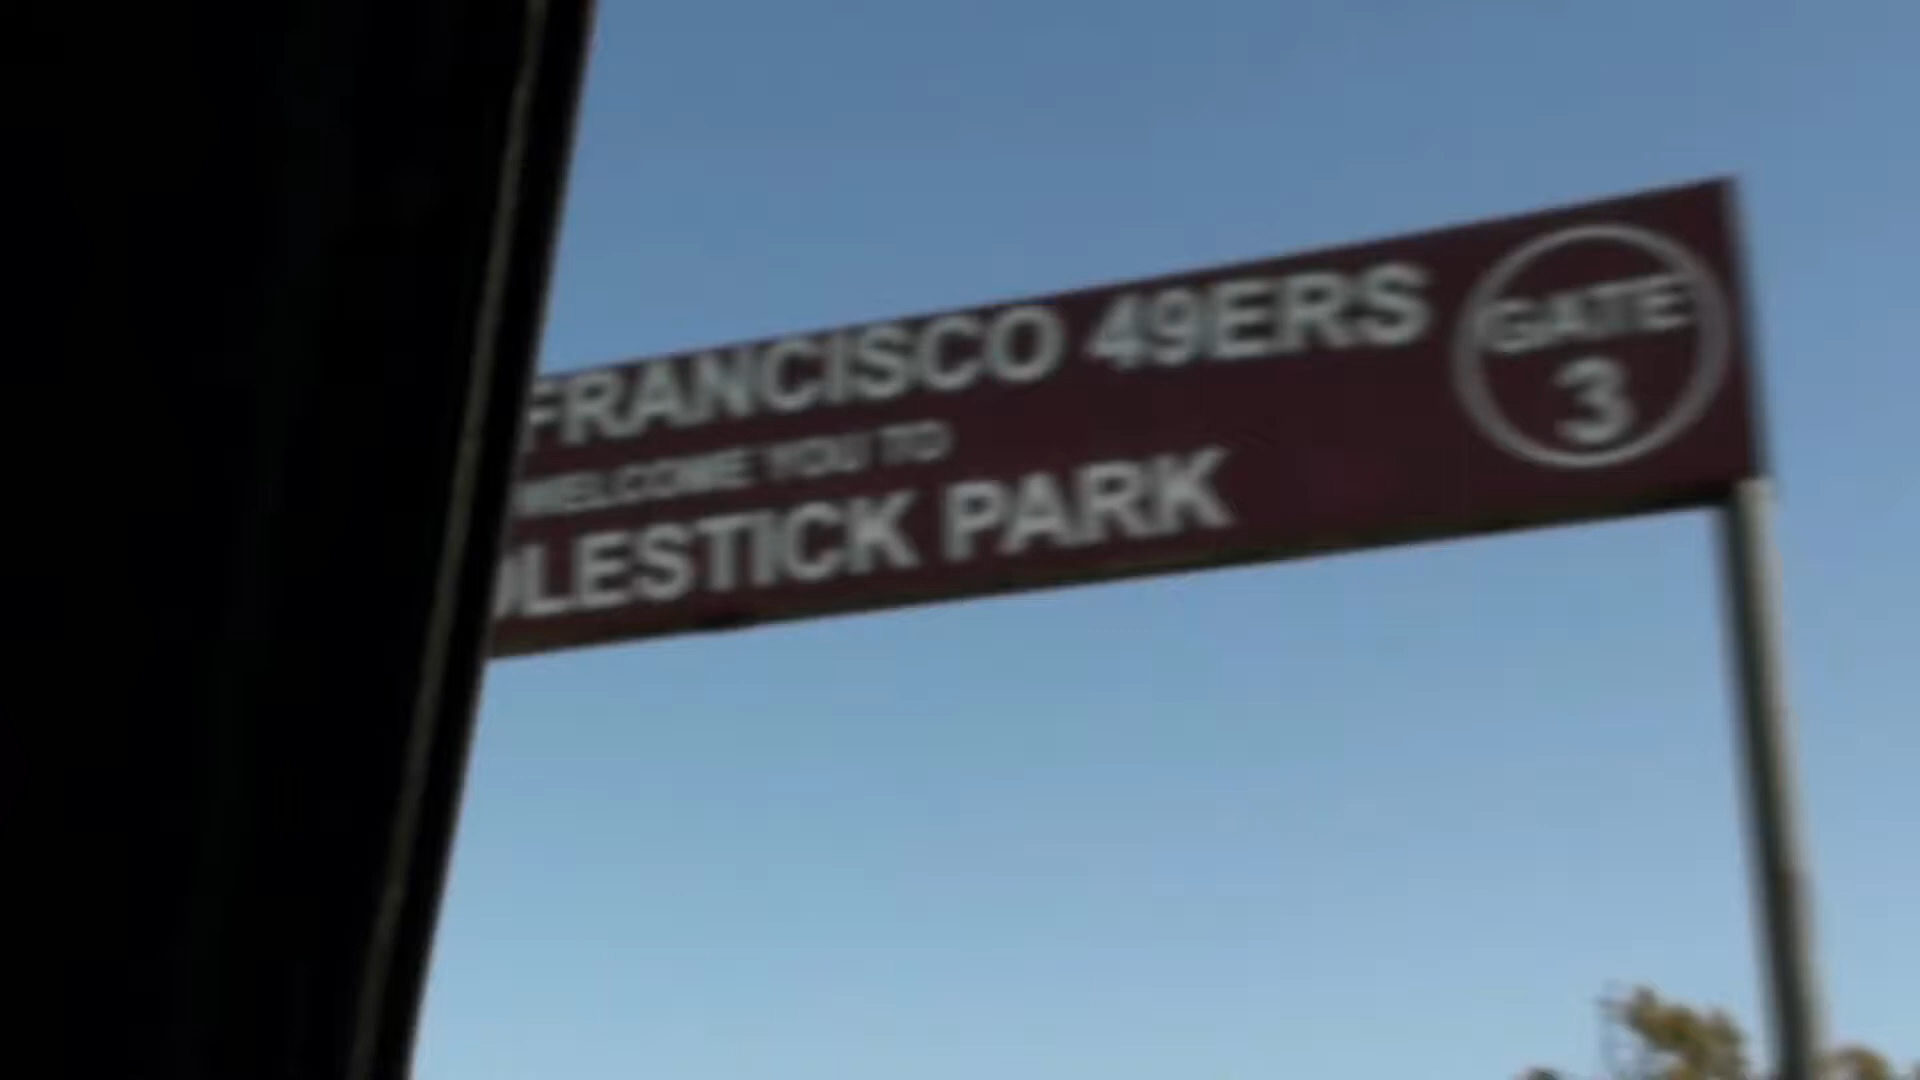 FRANCISCO 49ERS
WELCOME YOU TO
LESTICK PARK
GATE
3